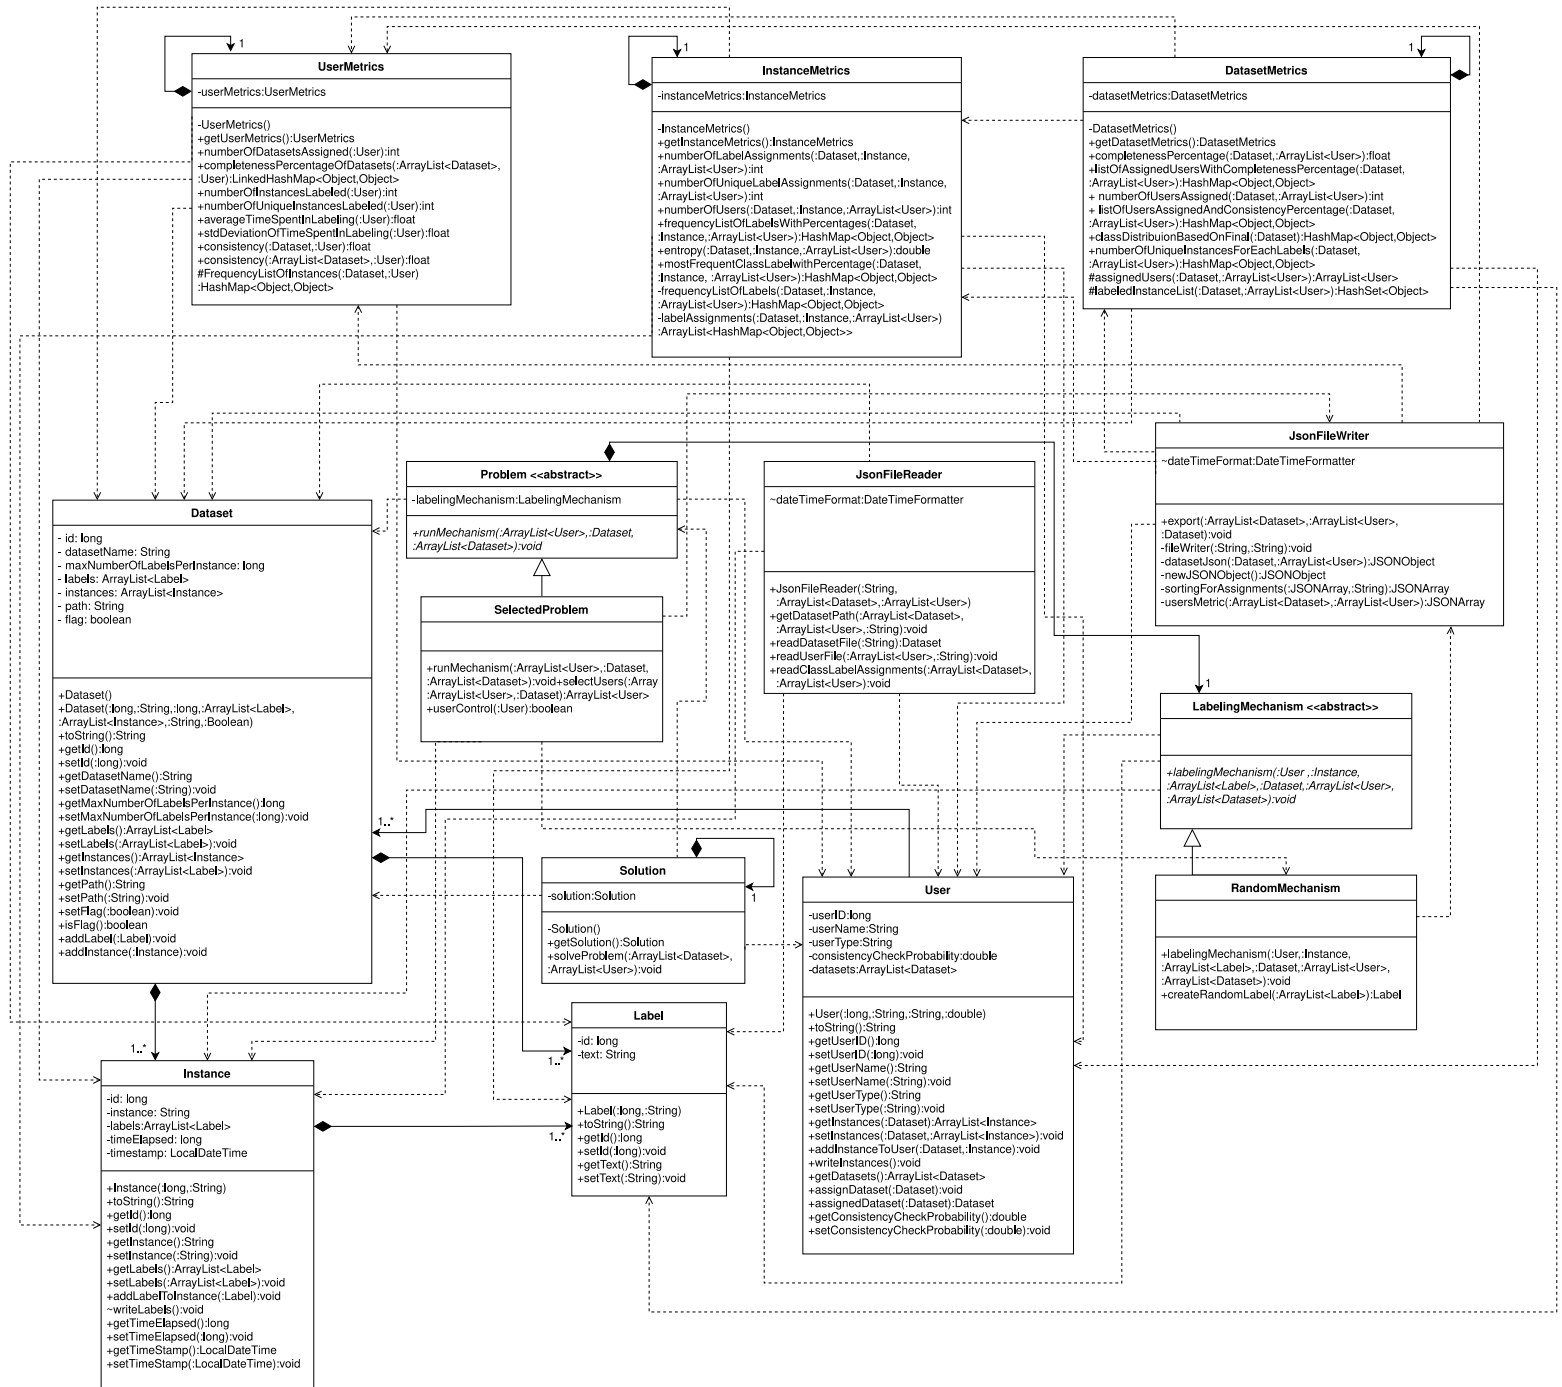 1
UserMetrics
-userMetrics:UserMetrics
-UserMetrics()
+getUserMetrics():UserMetrics
+numberOfDatasetsAssigned(:User):int
+completenessPercentageOfDatasets(:ArrayList<Dataset>,
:User):LinkedHashMap<Object,Object>
+numberOfInstancesLabeled(:User):int
+numberOfUniqueInstancesLabeled(:User):int
+averageTimeSpentInLabeling(:User):float
+stdDeviationOfTimeSpentInLabeling(:User):float
+consistency(:Dataset,:User):float
+consistency(:ArrayList<Dataset>,:User):float
#FrequencyListOfInstances(:Dataset,:User)
:HashMap<Object,Object>
1
InstanceMetrics
-instanceMetrics:InstanceMetrics
-InstanceMetrics()
+getInstanceMetrics():InstanceMetrics
+numberOfLabelAssignments(:Dataset,:Instance,
:ArrayList<User>):int
+numberOfUniqueLabelAssignments(:Dataset,:Instance,
:ArrayList<User>):int
+numberOfUsers(:Dataset,:Instance,:ArrayList<User>):int
+frequencyListOfLabelsWithPercentages(:Dataset,
:Instance,:ArrayList<User>):HashMap<Object,Object>
+entropy(:Dataset,:Instance,:ArrayList<User>):double
+mostFrequentClassLabelwithPercentage(:Dataset,
:Instance, :ArrayList<User>):HashMap<Object,Object>
-frequencyListOfLabels(:Dataset,:Instance,
:ArrayList<User>):HashMap<Object,Object>
-labelAssignments(:Dataset,:Instance,:ArrayList<User>)
:ArrayList<HashMap<Object,Object>>
1
DatasetMetrics
-datasetMetrics:DatasetMetrics
-DatasetMetrics()
+getDatasetMetrics():DatasetMetrics
+completenessPercentage(:Dataset,:ArrayList<User>):float
+listOfAssignedUsersWithCompletenessPercentage(:Dataset,
:ArrayList<User>):HashMap<Object,Object>
+ numberOfUsersAssigned(:Dataset,:ArrayList<User>):int
+ listOfUsersAssignedAndConsistencyPercentage(:Dataset,
:ArrayList<User>):HashMap<Object,Object>
+classDistribuionBasedOnFinal(:Dataset):HashMap<Object,Object>
+numberOfUniqueInstancesForEachLabels(:Dataset,
:ArrayList<User>):HashMap<Object,Object>
#assignedUsers(:Dataset,:ArrayList<User>):ArrayList<User>
#labeledInstanceList(:Dataset,:ArrayList<User>):HashSet<Object>
JsonFileWriter
~dateTimeFormat:DateTimeFormatter
+export(:ArrayList<Dataset>,:ArrayList<User>,
:Dataset):void
-fileWriter(:String,:String):void
-datasetJson(:Dataset,:ArrayList<User>):JSONObject
-newJSONObject():JSONObject
-sortingForAssignments(:JSONArray,:String):JSONArray
-usersMetric(:ArrayList<Dataset>,:ArrayList<User>):JSONArray
Problem <<abstract>>
-labelingMechanism:LabelingMechanism
+runMechanism(:ArrayList<User>,:Dataset,
:ArrayList<Dataset>):void
JsonFileReader
~dateTimeFormat:DateTimeFormatter
+JsonFileReader(:String,
:ArrayList<Dataset>,:ArrayList<User>)
+getDatasetPath(:ArrayList<Dataset>,
:ArrayList<User>,:String):void
+readDatasetFile(:String):Dataset
+readUserFile(:ArrayList<User>,:String):void
+readClassLabelAssignments(:ArrayList<Dataset>,
:ArrayList<User>):void
Dataset
- id: long
- datasetName: String
- maxNumberOfLabelsPerInstance: long
- labels: ArrayList<Label>
- instances: ArrayList<Instance>
- path: String
- flag: boolean
+Dataset()
+Dataset(:long,:String,:long,:ArrayList<Label>,
:ArrayList<Instance>,:String,:Boolean)
+toString():String
+getId():long
+setId(:long):void
+getDatasetName():String
+setDatasetName(:String):void
+getMaxNumberOfLabelsPerInstance():long
+setMaxNumberOfLabelsPerInstance(:long):void
+getLabels():ArrayList<Label>
+setLabels(:ArrayList<Label>):void
+getInstances():ArrayList<Instance>
+setInstances(:ArrayList<Label>):void
+getPath():String
+setPath(:String):void
+setFlag(:boolean):void
+isFlag():boolean
+addLabel(:Label):void
+addInstance(:Instance):void
SelectedProblem
+runMechanism(:ArrayList<User>,:Dataset,
:ArrayList<Dataset>):void+selectUsers(:Array
:ArrayList<User>,:Dataset):ArrayList<User>
+userControl(:User):boolean
1
LabelingMechanism <<abstract>>
+labelingMechanism(:User ,:Instance,
:ArrayList<Label>,:Dataset,:ArrayList<User>,
:ArrayList<Dataset>):void
1..*
Solution
-solution:Solution
1
-Solution()
+getSolution():Solution
+solveProblem(:ArrayList<Dataset>,
:ArrayList<User>):void
User
-userID:long
-userName:String
-userType:String
-consistencyCheckProbability:double
-datasets:ArrayList<Dataset>
+User(:long,:String,:String,:double)
+toString():String
+getUserID():long
+setUserID(:long):void
+getUserName():String
+setUserName(:String):void
+getUserType():String
+setUserType(:String):void
+getInstances(:Dataset):ArrayList<Instance>
+setInstances(:Dataset,:ArrayList<Instance>):void
+addInstanceToUser(:Dataset,:Instance):void
+writeInstances():void
+getDatasets():ArrayList<Dataset>
+assignDataset(:Dataset):void
+assignedDataset(:Dataset):Dataset
+getConsistencyCheckProbability():double
+setConsistencyCheckProbability(:double):void
RandomMechanism
+labelingMechanism(:User,:Instance,
:ArrayList<Label>,:Dataset,:ArrayList<User>,
:ArrayList<Dataset>):void
+createRandomLabel(:ArrayList<Label>):Label
Label
-id: long
-text: String
1..*
+Label(:long,:String)
+toString():String
+getId():long
+setId(:long):void
+getText():String
+setText(:String):void
1..*
1..*
Instance
-id: long
-instance: String
-labels:ArrayList<Label>
-timeElapsed: long
-timestamp: LocalDateTime
+Instance(:long,:String)
+toString():String
+getId():long
+setId(:long):void
+getInstance():String
+setInstance(:String):void
+getLabels():ArrayList<Label>
+setLabels(:ArrayList<Label>):void
+addLabelToInstance(:Label):void
~writeLabels():void
+getTimeElapsed():long
+setTimeElapsed(:long):void
+getTimeStamp():LocalDateTime
+setTimeStamp(:LocalDateTime):void